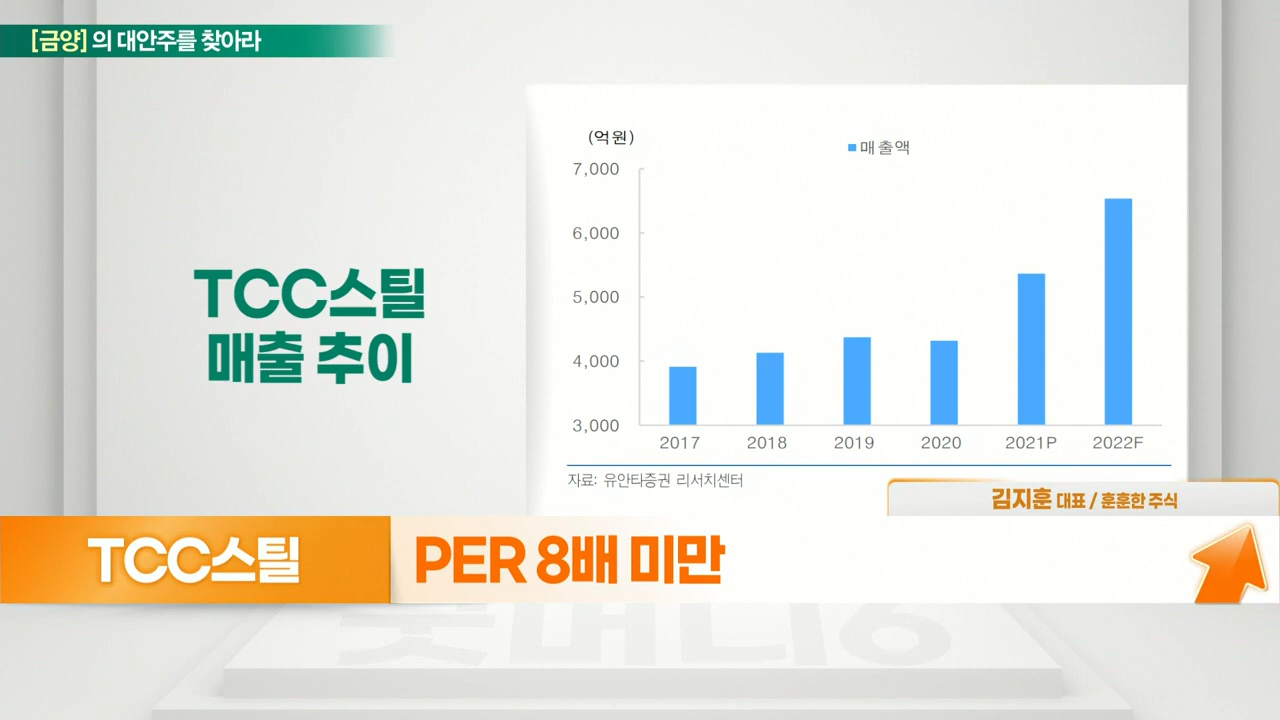 [금양]의 대안주를 찾아라
TCC스틸
매출 추이
(억원)
매출액
7,000
6,000
5,000
4,000
3,000
2017 2018 2019 2020 2021P 2022F
자료: 유안타증권 리서치센터
김지훈 대표 / 훈훈한 주식
TCC스틸
PER 8배 미만